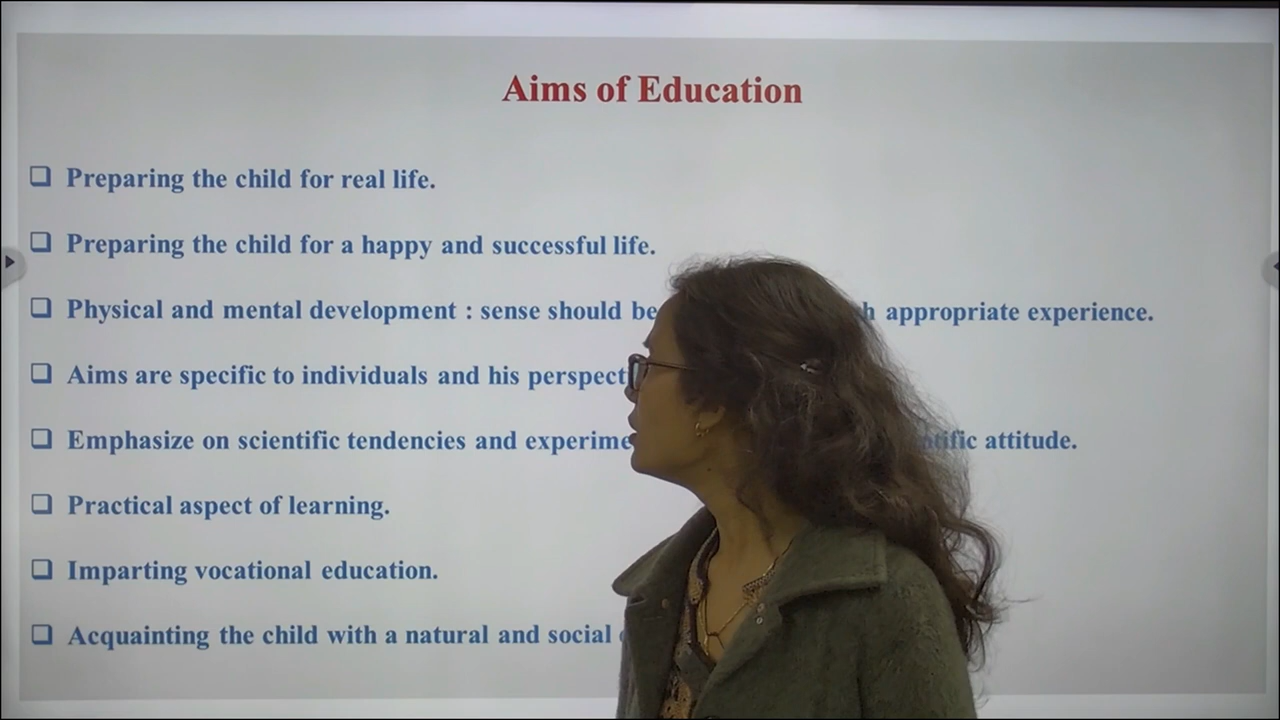 Aims of Education
Preparing the child for real life.
Preparing the child for a happy and successful life.
Physical and mental development : sense should be appropriate experience.
Aims are specific to individuals and his
Emphasize on scientific tendencies and attitude.
Practical aspect of learning.
Imparting vocational education.
Acquainting the child with a natural and social